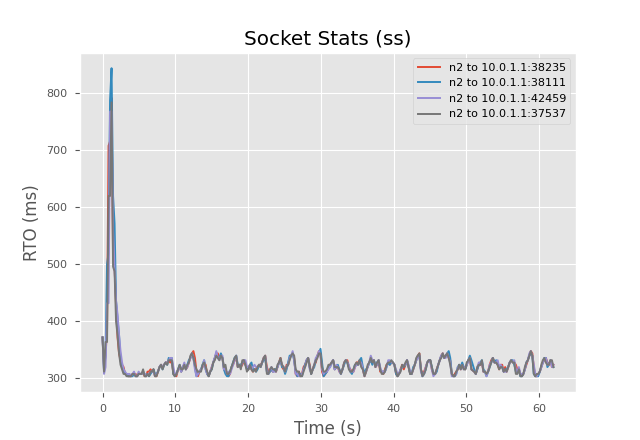 Socket Stats (ss)
n2 to 10.0.1.1:38235
n2 to 10.0.1.1:38111
n2 to 10.0.1.1:42459
n2 to 10.0.1.1:37537
RTO (ms)
800
700
600
500
400
300
0 10 20 30 40 50 60
Time (s)